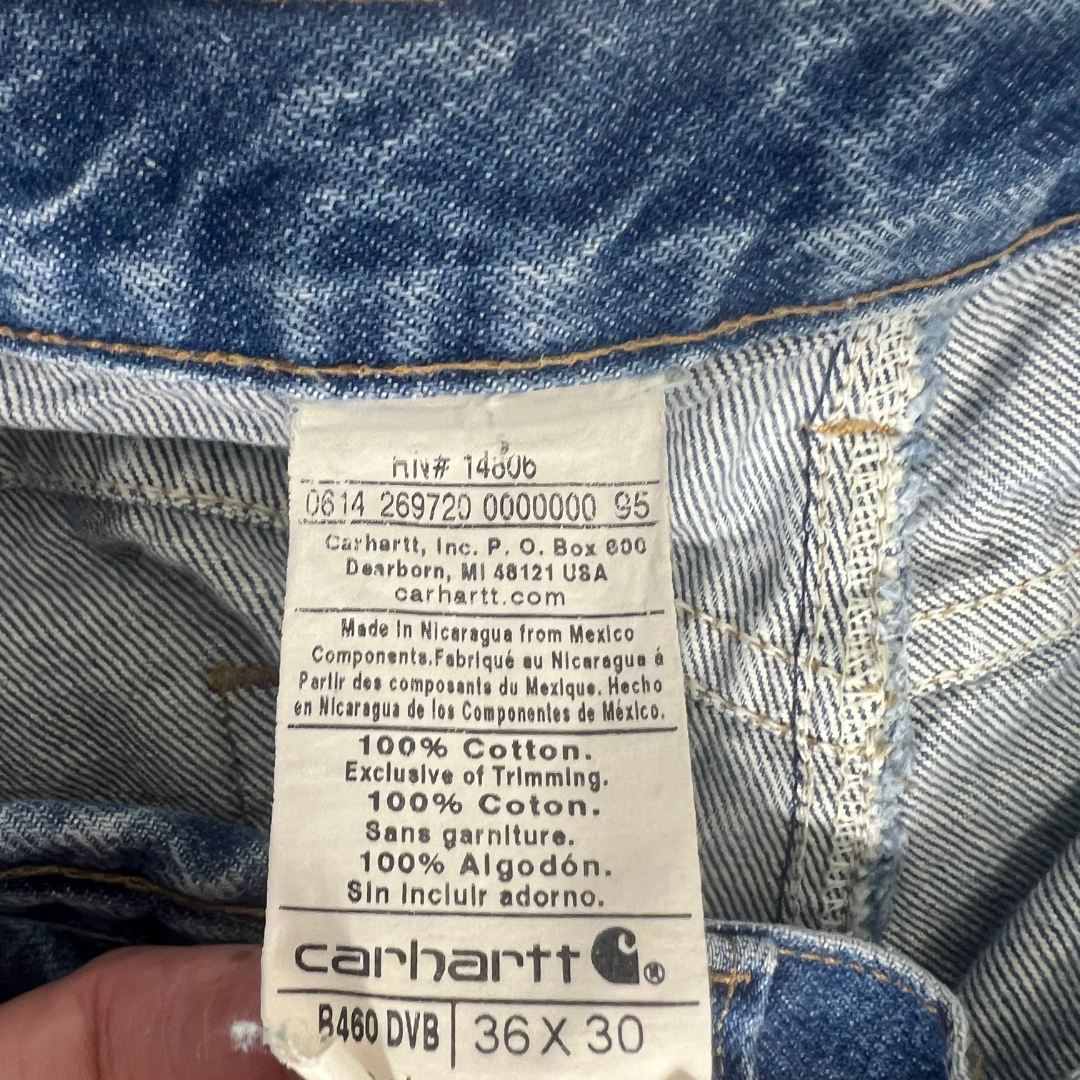 RN# 14806
0614 269720 0000000 95
Carhartt, Inc. P. O. Box 600
Dearborn, MI 48121 USA
carhartt.com
Made in Nicaragua from Mexico
Components.Fabriqué au Nicaragua à
Partir des composants du Mexique. Hecho
en Nicaragua de los Componentes de México.
100% Cotton.
Exclusive of Trimming.
100% Coton.
Sans garniture.
100% Algodón.
Sin incluir adorno.
carhartt ®
B460 DVB | 36 X 30